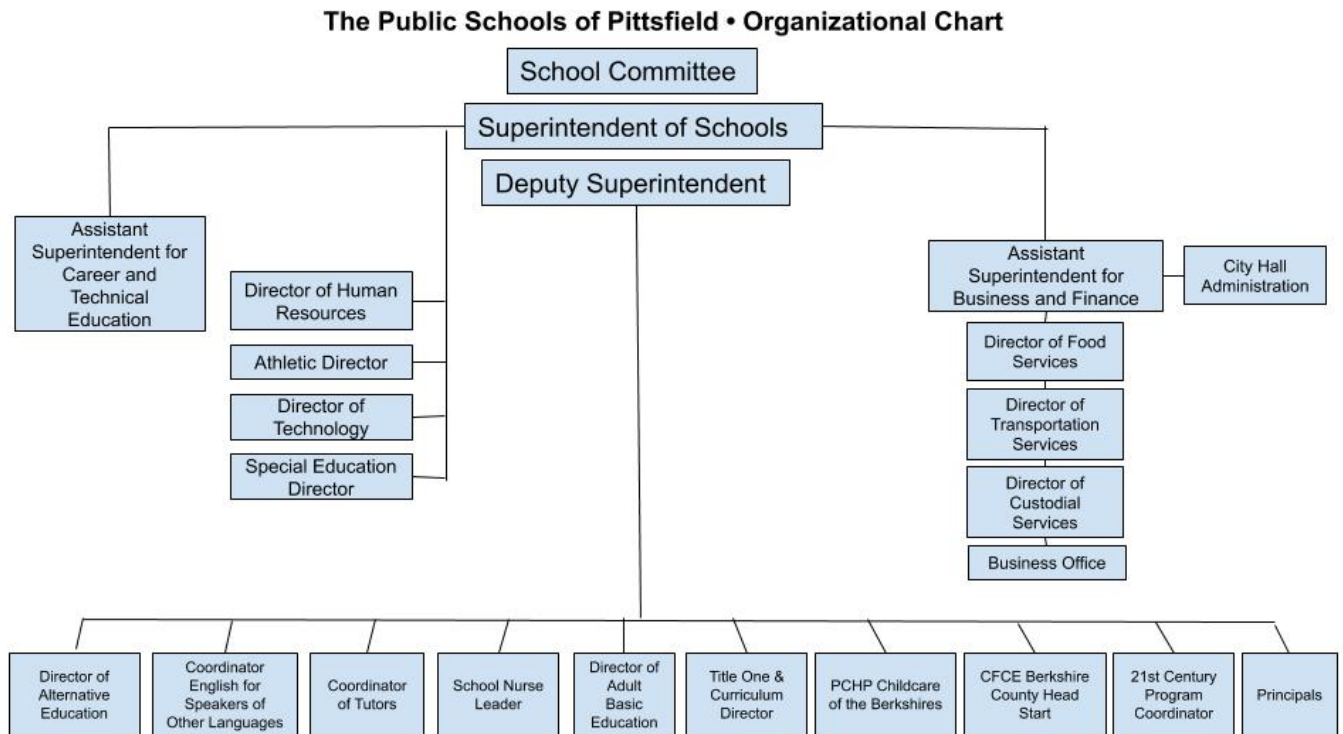 The Public Schools of Pittsfield • Organizational Chart
School Committee
Superintendent of Schools
Deputy Superintendent
Assistant
Superintendent for
Career and
Technical
Education
Director of Human
Resources
Athletic Director
Director of
Technology
Special Education
Director
Assistant
Superintendent for
Business and Finance
City Hall
Administration
Director of Food
Services
Director of
Transportation
Services
Director of
Custodial
Services
Business Office
Director of
Alternative
Education
Coordinator
English for
Speakers of
Other Languages
Coordinator
of Tutors
School Nurse
Leader
Director of
Adult
Basic
Education
Title One &
Curriculum
Director
PCHP Childcare
of the Berkshires
CFCE Berkshire
County Head
Start
21st Century
Program
Coordinator
Principals